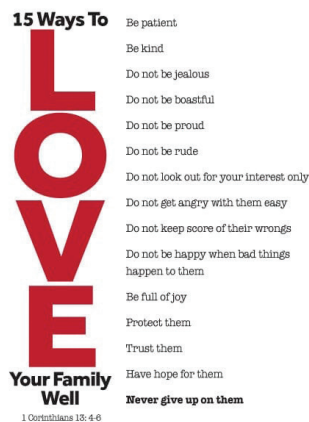 15 Ways To
LOVE
Your Family
Well
1 Corinthians 13: 4-6
Be patient
Be kind
Do not be jealous
Do not be boastful
Do not be proud
Do not be rude
Do not look out for your interest only
Do not get angry with them easy
Do not keep score of their wrongs
Do not be happy when bad things
happen to them
Be full of joy
Protect them
Trust them
Have hope for them
Never give up on them